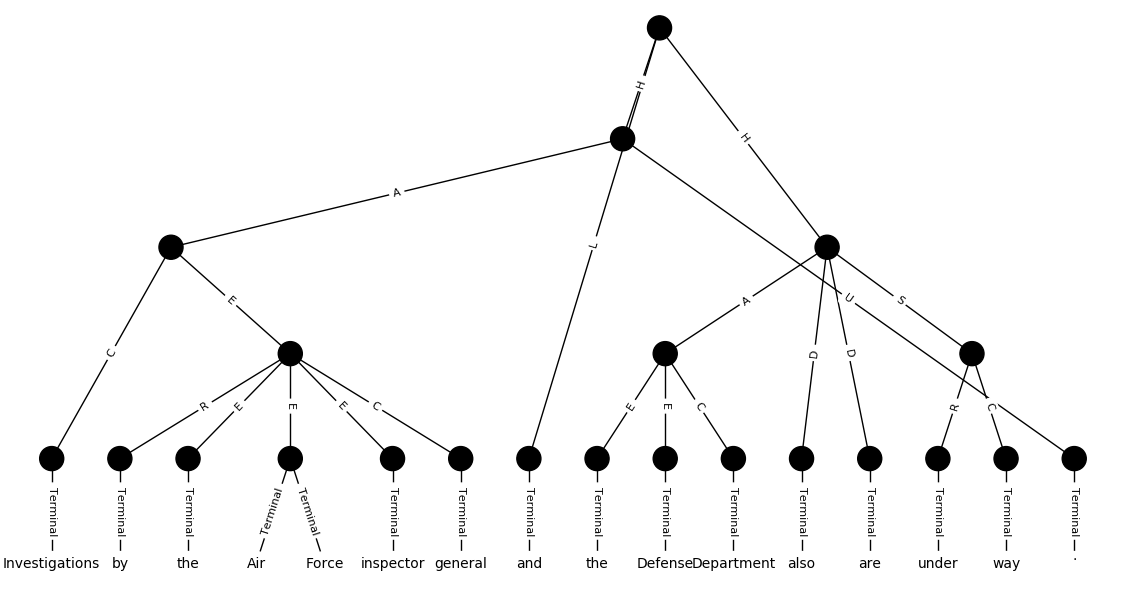 H
H
A
L
U
A
S
E
C
D
D
R
E
E
E
C
E
E
C
R
C
Terminal Terminal Terminal Terminal Terminal Terminal Terminal Terminal Terminal Terminal Terminal Terminal Terminal Terminal Terminal Terminal
Investigations by the Air Force inspector general and the Defense Department also are under way .